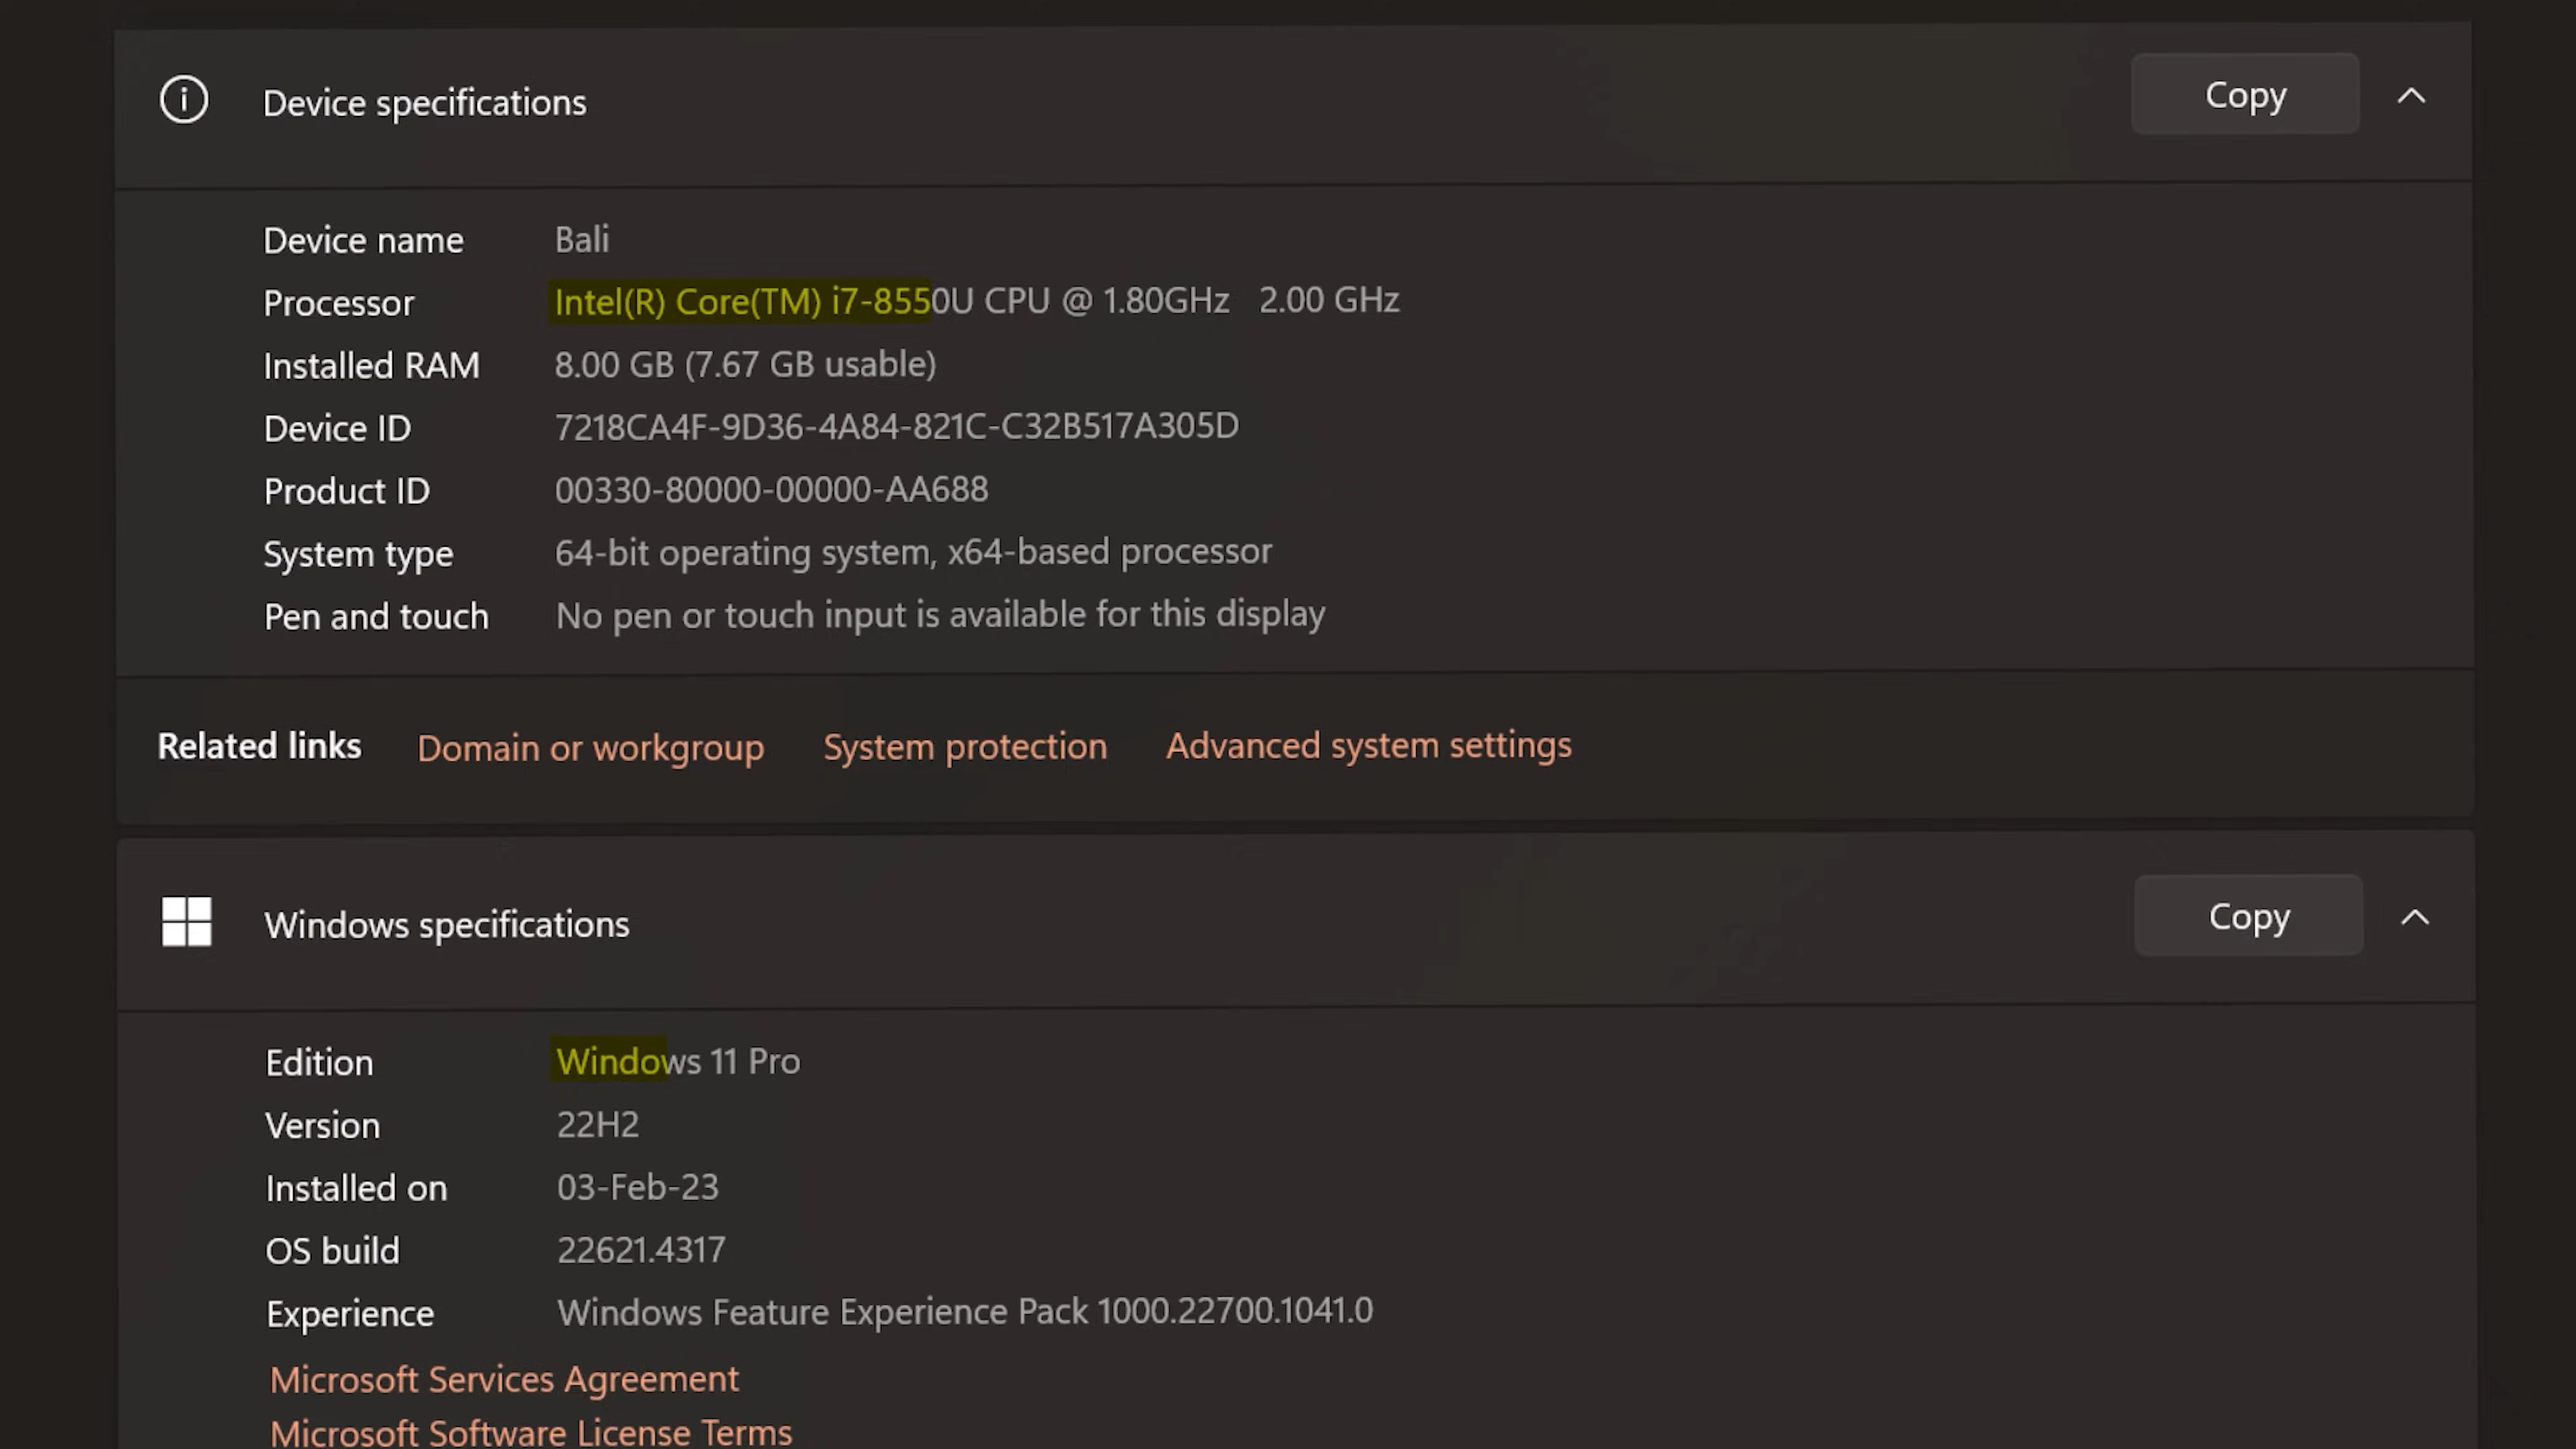 Device specifications
Copy
Device name Bali
Processor Intel(R) Core(TM) i7-8550U CPU @ 1.80GHz 2.00 GHz
Installed RAM 8.00 GB (7.67 GB usable)
Device ID 7218CA4F-9D36-4A84-821C-C32B517A305D
Product ID 00330-80000-00000-AA688
System type 64-bit operating system, x64-based processor
Pen and touch No pen or touch input is available for this display
Related links Domain or workgroup System protection Advanced system settings
Windows specifications
Copy
Edition Windows 11 Pro
Version 22H2
Installed on 03-Feb-23
OS build 22621.4317
Experience Windows Feature Experience Pack 1000.22700.1041.0
Microsoft Services Agreement
Microsoft Software License Terms